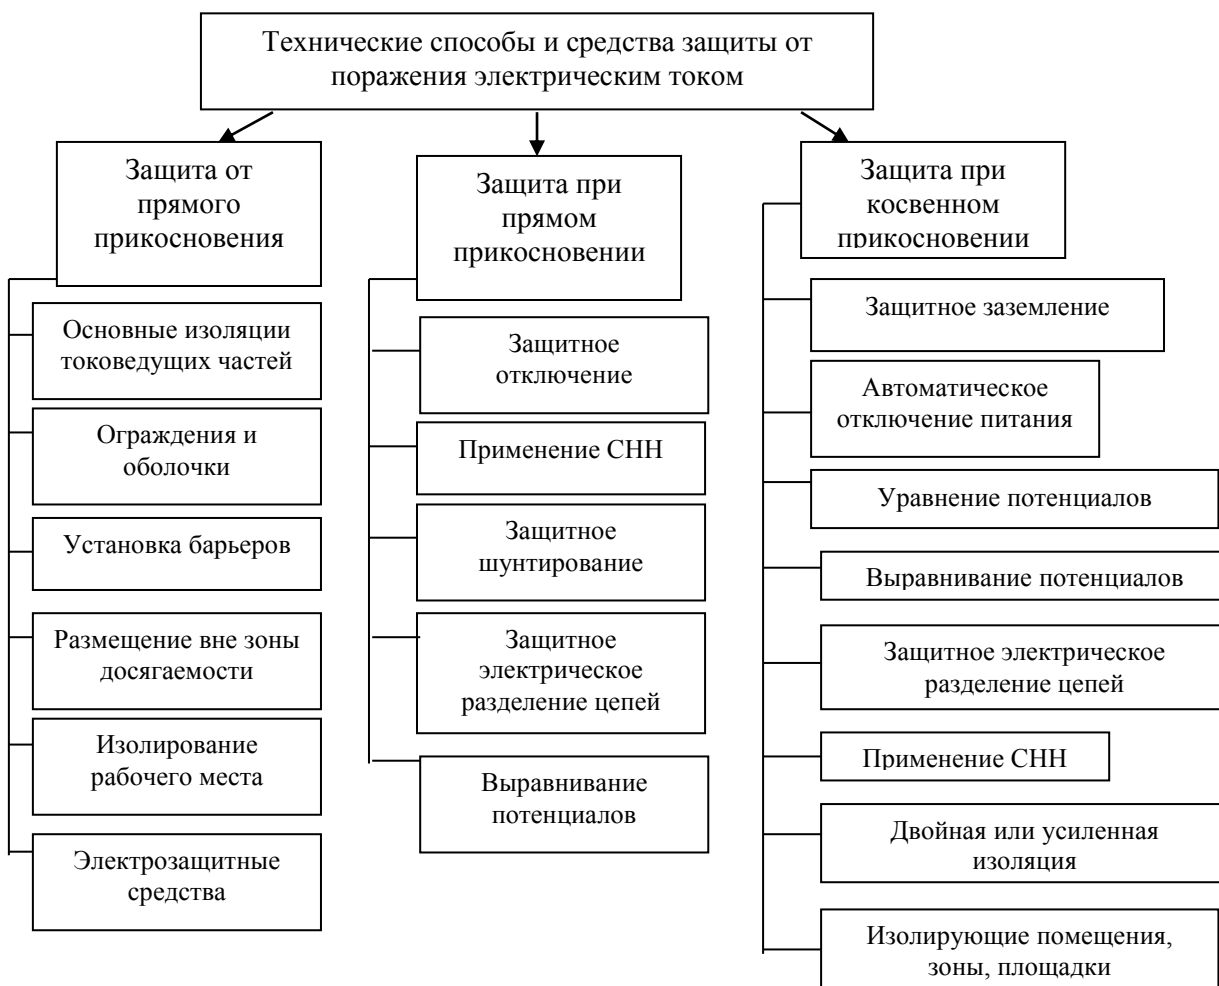 Технические способы и средства защиты от
поражения электрическим током
Защита от
прямого
прикосновения
Основные изоляции
токоведущих частей
Ограждения и
оболочки
Установка барьеров
Размещение вне зоны
досягаемости
Изолирование
рабочего места
Электрозащитные
средства
Защита при
прямом
прикосновении
Защитное
отключение
Применение СНН
Защитное
шунтирование
Защитное
электрическое
разделение цепей
Выравнивание
потенциалов
Защита при
косвенном
прикосновении
Защитное заземление
Автоматическое
отключение питания
Уравнение потенциалов
Выравнивание потенциалов
Защитное электрическое
разделение цепей
Применение СНН
Двойная или усиленная
изоляция
Изолирующие помещения,
зоны, площадки